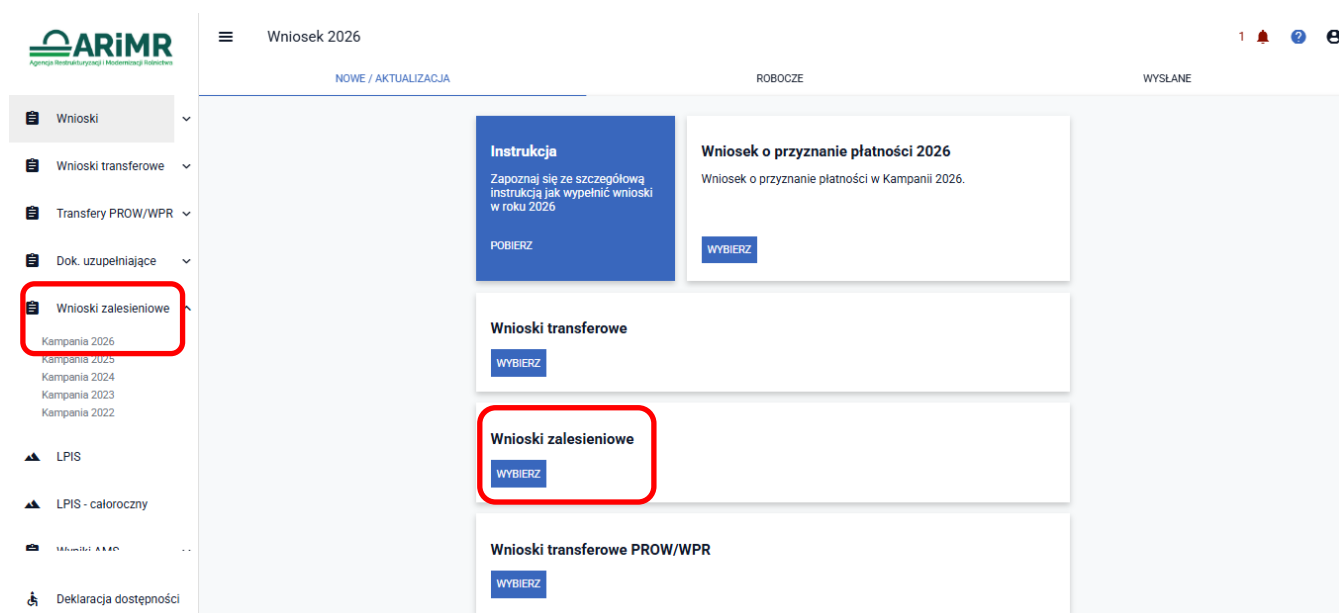 ARiMR
Agencja Restrukturyzacji i Modernizacji Rolnictwa
Wniosek 2026
1
NOWE / AKTUALIZACJA
ROBOCZE
WYSŁANE
Wnioski
Wnioski transferowe
Transfery PROW/WPR
Dok. uzupełniające
Wnioski zalesieniowe
Kampania 2026
Kampania 2025
Kampania 2024
Kampania 2023
Kampania 2022
LPIS
LPIS - całoroczny
Wyniki AMS
Deklaracja dostępności
Instrukcja
Zapoznaj się ze szczegółową
instrukcją jak wypełnić wnioski
w roku 2026
POBIERZ
Wniosek o przyznanie płatności 2026
Wniosek o przyznanie płatności w Kampanii 2026.
WYBIERZ
Wnioski transferowe
WYBIERZ
Wnioski zalesieniowe
WYBIERZ
Wnioski transferowe PROW/WPR
WYBIERZ